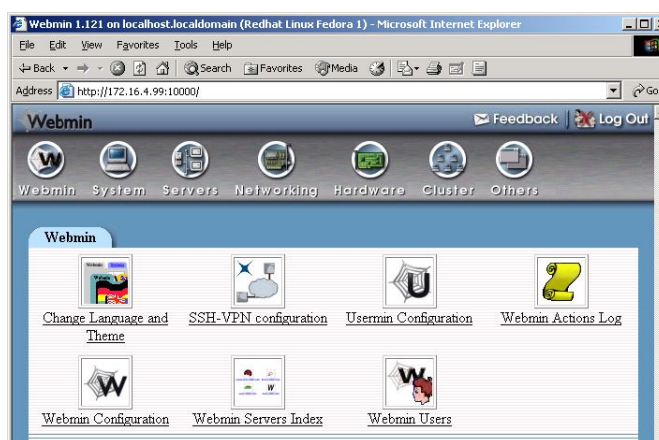 Webmin 1.121 on localhost.localdomain (Redhat Linux Fedora 1) - Microsoft Internet Explorer
File Edit View Favorites Tools Help
Back Search Favorites Media
Address http://172.16.4.99:10000/ Go
Webmin Feedback Log Out
Webmin System Servers Networking Hardware Cluster Others
Webmin
Change Language and SSH-VPN configuration Usermin Configuration Webmin Actions Log
Theme
Webmin Configuration Webmin Servers Index Webmin Users